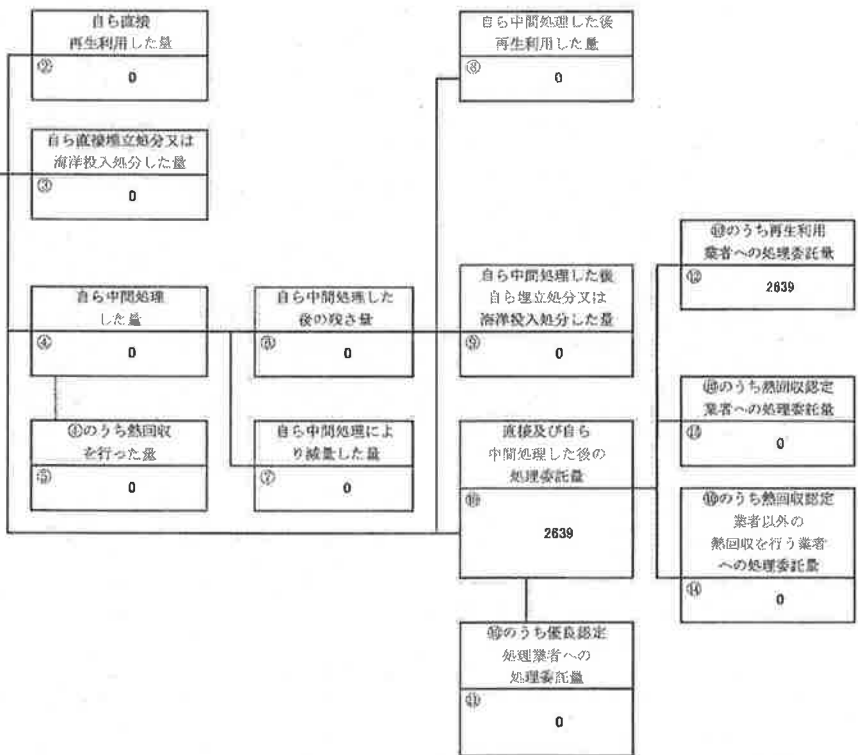 自ら直接
再生利用した量
②
0
自ら中間処理した後
再生利用した量
⑧
0
自ら直接埋立処分又は
海洋投入処分した量
③
0
⑩のうち再生利用
業者への処理委託量
⑫
2639
自ら中間処理
した量
④
0
自ら中間処理した
後の残さ量
⑥
0
自ら中間処理した後
自ら埋立処分又は
海洋投入処分した量
⑨
0
⑩のうち熱回収認定
業者への処理委託量
⑬
0
④のうち熱回収
を行った量
⑤
0
自ら中間処理によ
り減量した量
⑦
0
直接及び自ら
中間処理した後の
処理委託量
⑩
2639
⑩のうち熱回収認定
業者以外の
熱回収を行う業者
への処理委託量
⑭
0
⑩のうち優良認定
処理業者への
処理委託量
⑪
0